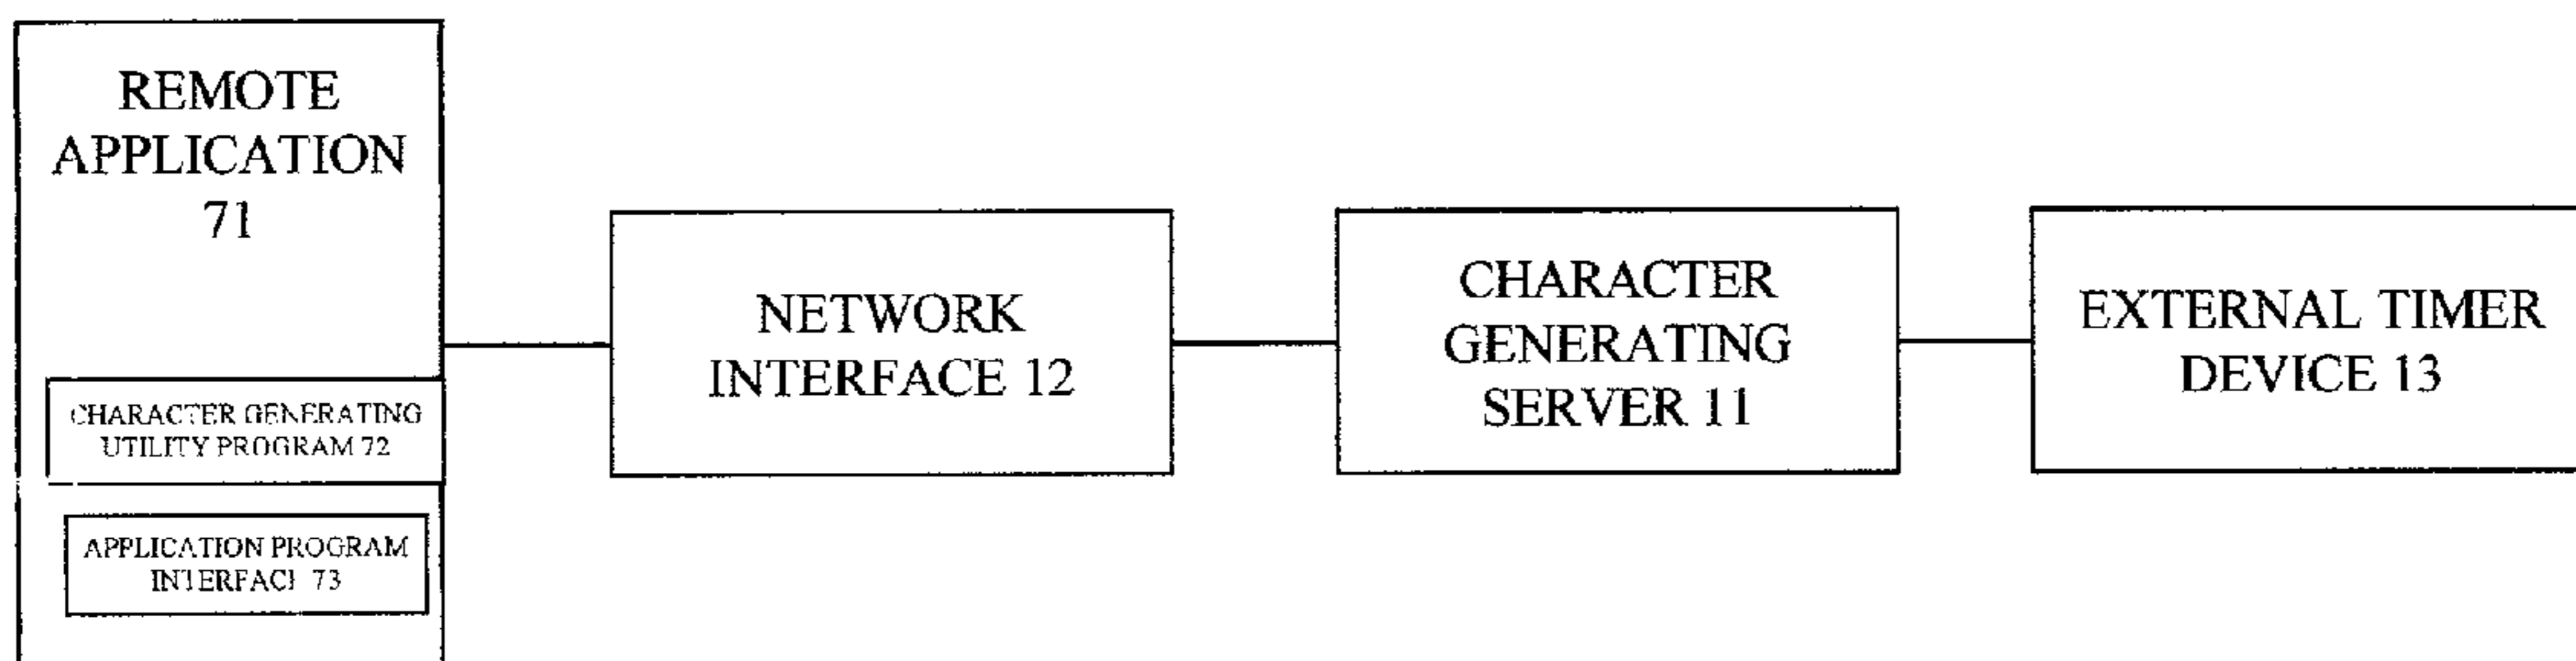 REMOTE
APPLICATION
71
CHARACTER GENERATING
UTILITY PROGRAM 72
APPLICATION PROGRAM
INTERFACE 73
NETWORK
INTERFACE 12
CHARACTER
GENERATING
SERVER 11
EXTERNAL TIMER
DEVICE 13